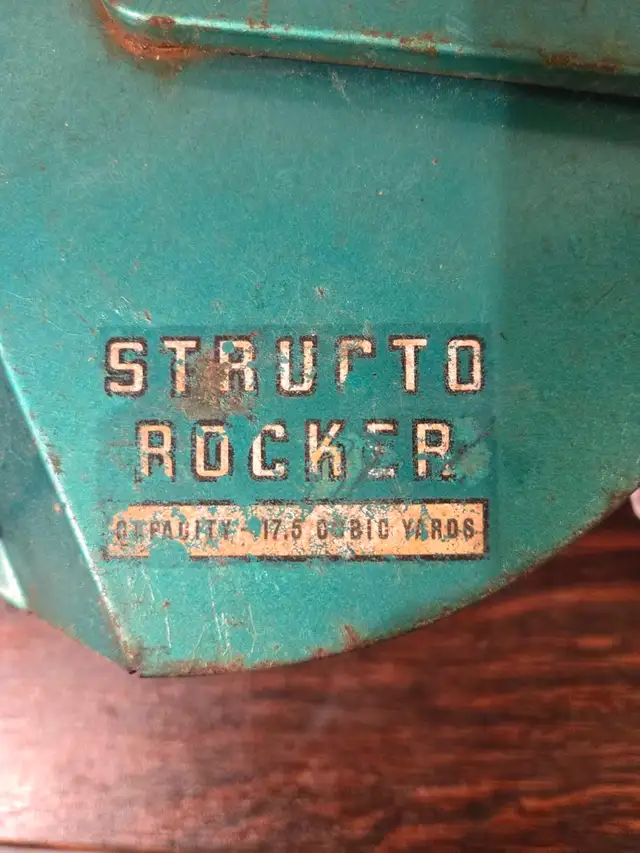 STRUCTO
ROCKER
CAPACITY - 17.5 CUBIC YARDS